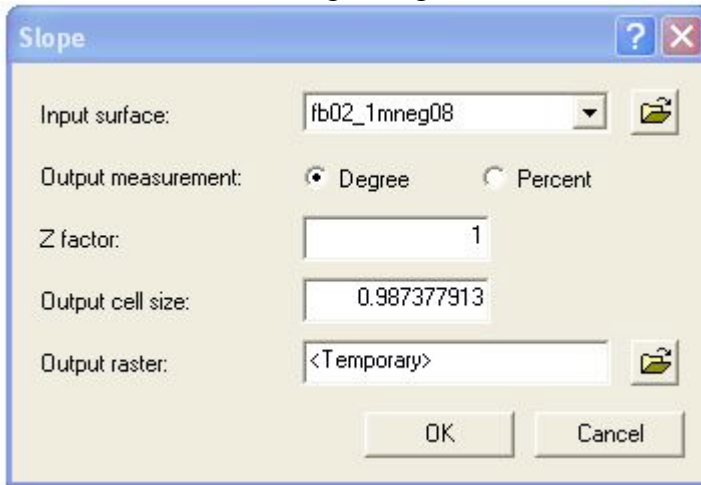 Slope
Input surface: fb02_1mneg08
Output measurement: Degree Percent
Z factor: 1
Output cell size: 0.987377913
Output raster: <Temporary>
OK Cancel